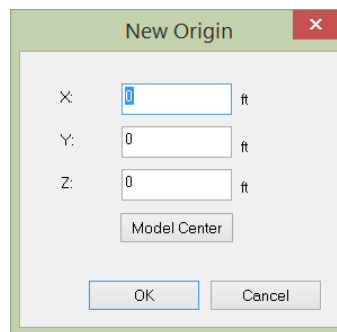 New Origin
X: 0 ft
Y: 0 ft
Z: 0 ft
Model Center
OK Cancel